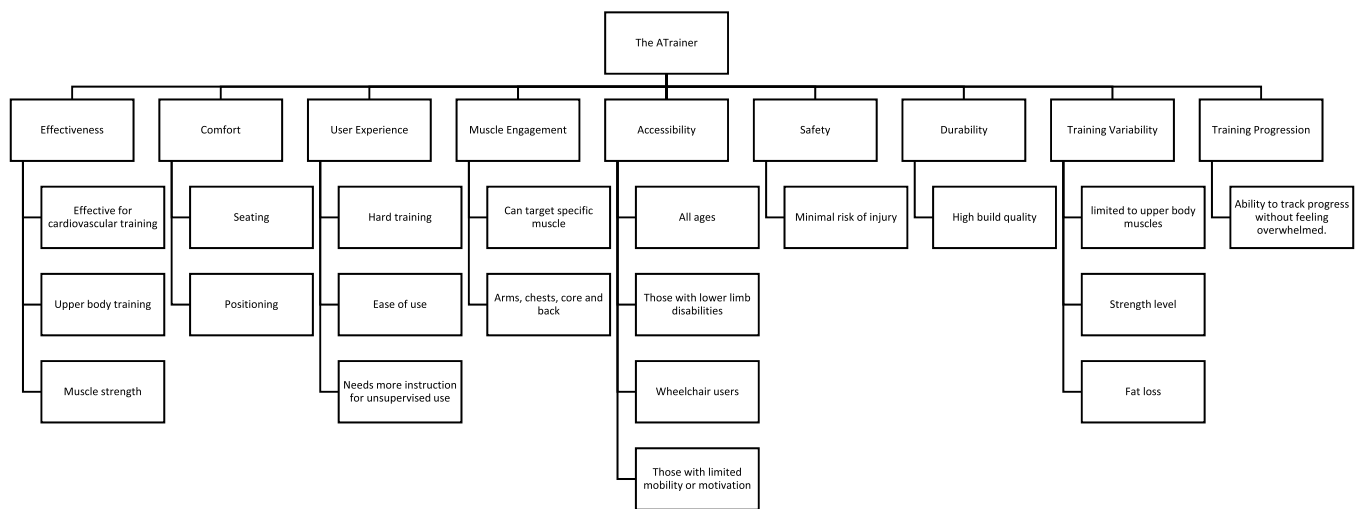 The ATrainer
Effectiveness
Comfort
User Experience
Muscle Engagement
Accessibility
Safety
Durability
Training Variability
Training Progression
Effective for
cardiovascular training
Upper body training
Muscle strength
Seating
Positioning
Hard training
Ease of use
Needs more instruction
for unsupervised use
Can target specific
muscle
Arms, chests, core and
back
All ages
Those with lower limb
disabilities
Wheelchair users
Those with limited
mobility or motivation
Minimal risk of injury
High build quality
limited to upper body
muscles
Strength level
Fat loss
Ability to track progress
without feeling
overwhelmed.